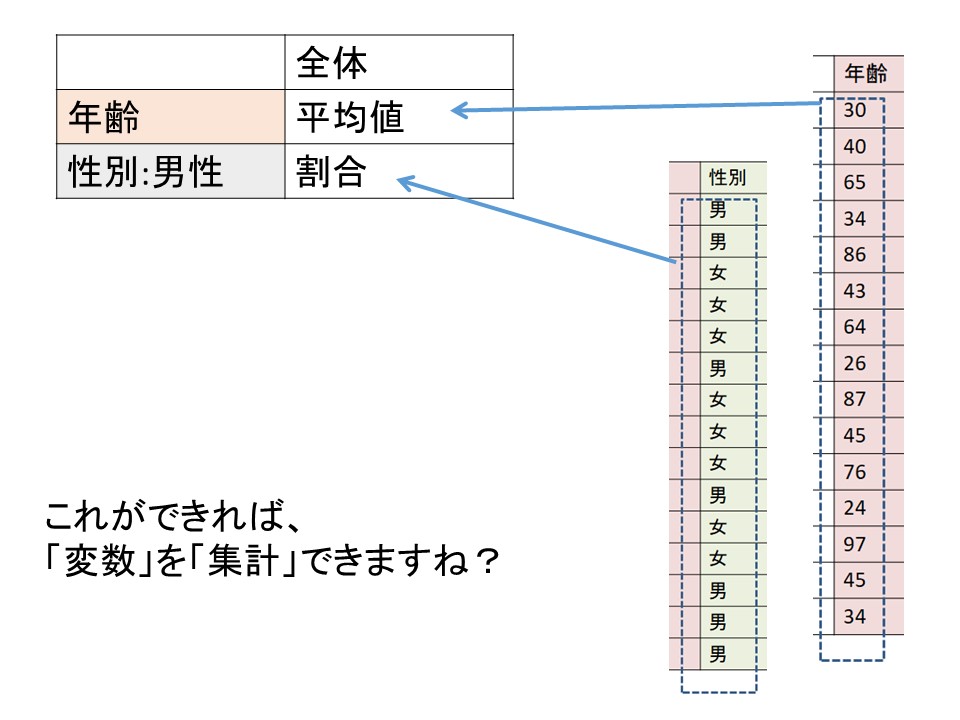 全体
年齢 平均値
性別:男性 割合
これができれば、
「変数」を「集計」できますね？
性別
男
男
女
女
女
男
女
女
女
男
女
女
男
男
男
年齢
30
40
65
34
86
43
64
26
87
45
76
24
97
45
34